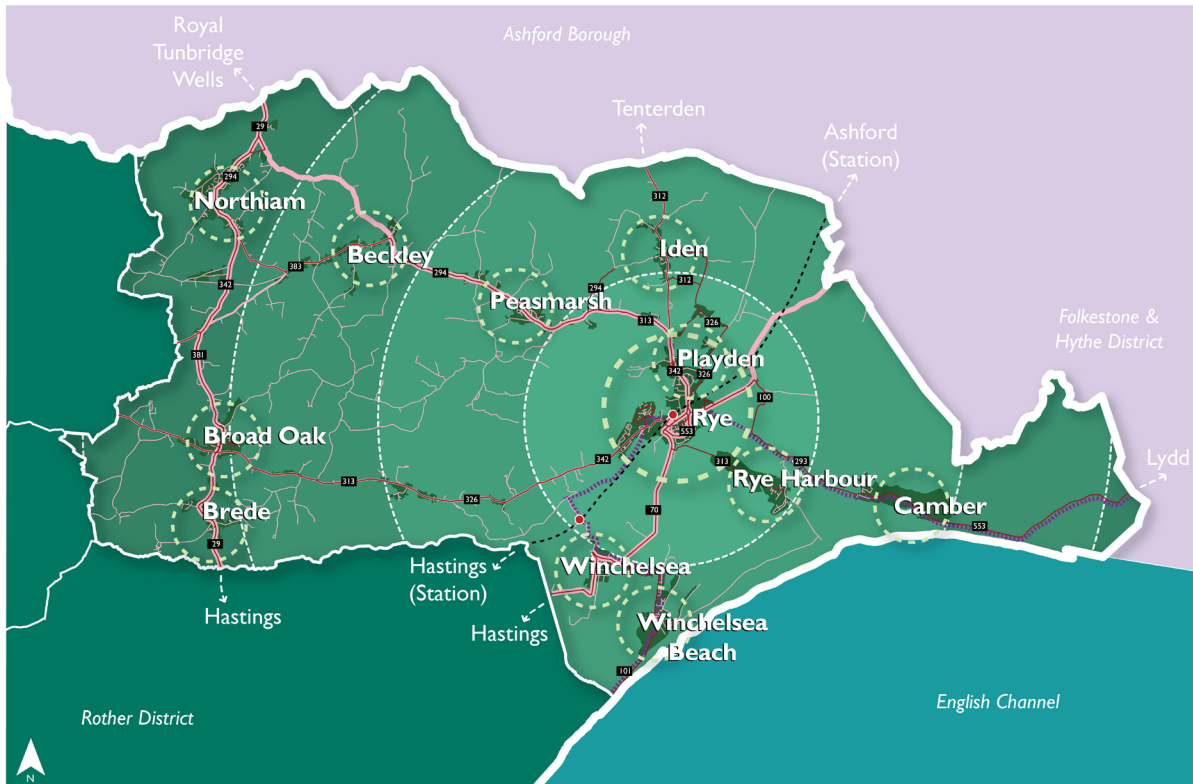 Royal
Tunbridge
Wells
Ashford Borough
Tenterden
Ashford
(Station)
29
294
Northiam
312
Iden
Beckley
383
294
342
312
294
Peasmarsh
313
326
Folkestone &
Hythe District
381
Playden
342
326
100
Rye
553
Broad Oak
342
313
293
Rye Harbour
Lydd
313
326
Camber
553
Brede
70
29
Hastings
(Station)
Winchelsea
Hastings
Hastings
Winchelsea
Beach
101
Rother District
English Channel
N